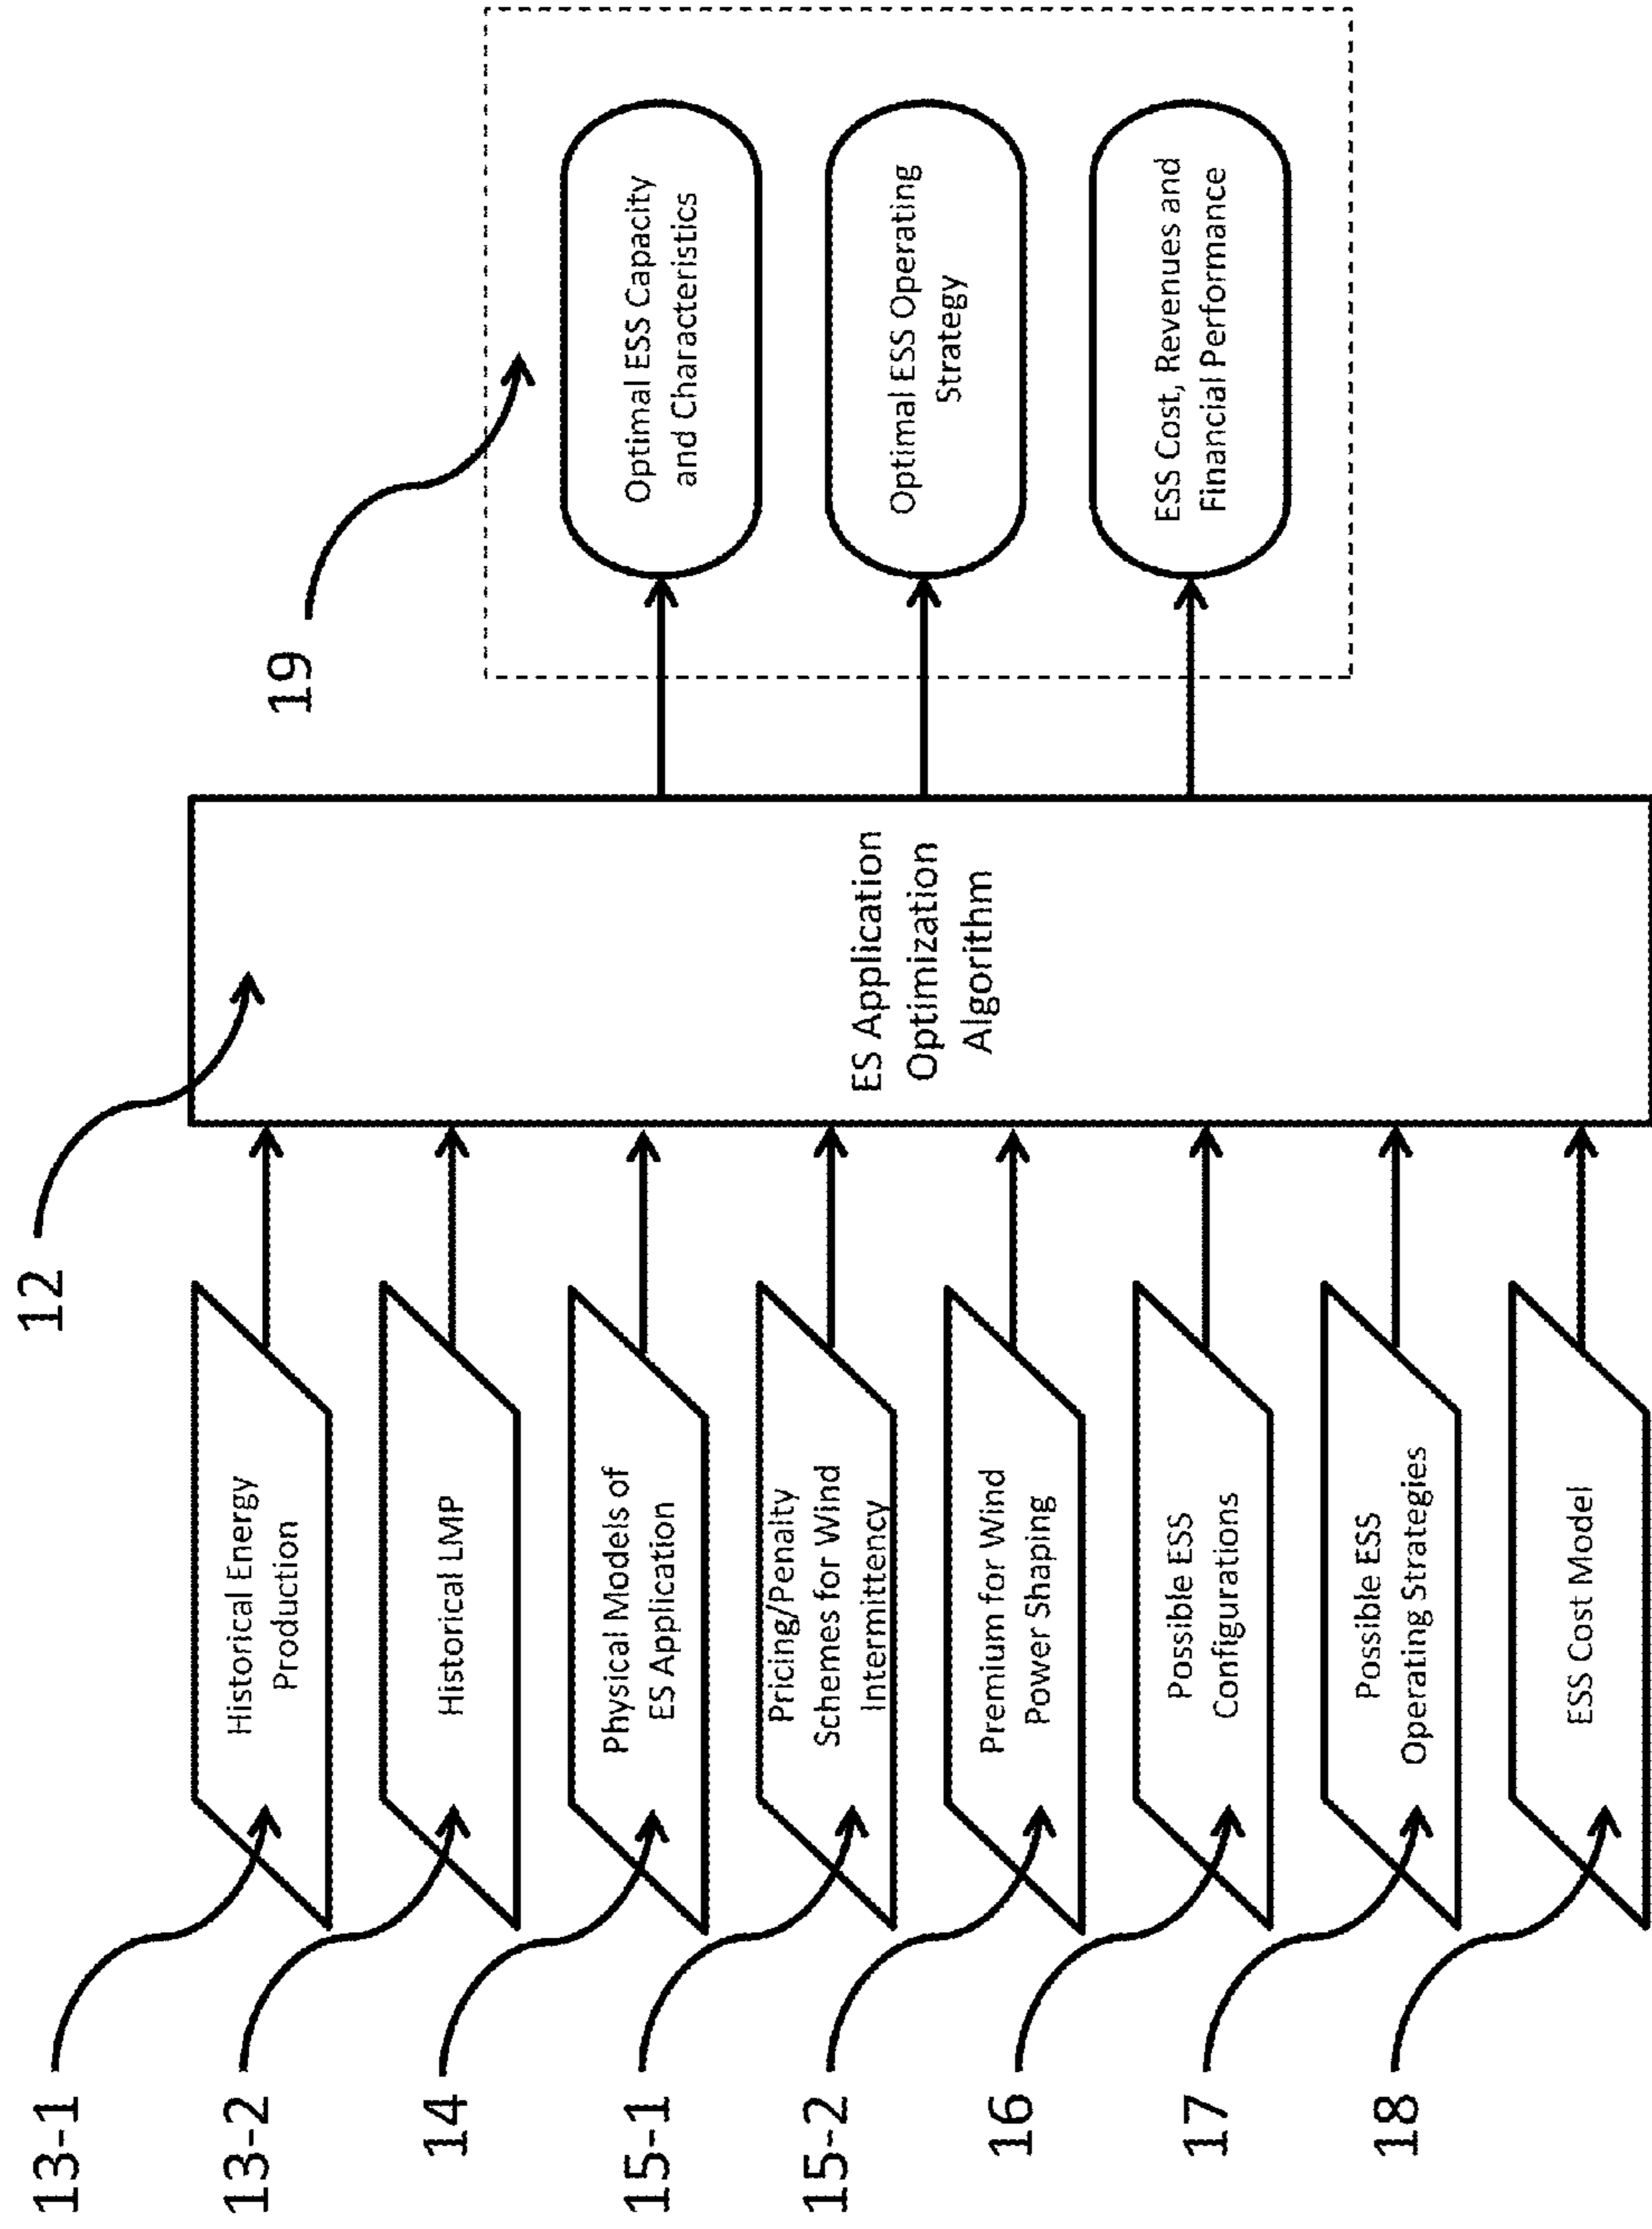 12
19
13-1
Historical Energy
Production
13-2
Historical LMP
14
Physical Models of
ES Application
15-1
Pricing/Penalty
Schemes for Wind
Intermittency
15-2
Premium for Wind
Power Shaping
16
Possible ESS
Configurations
17
Possible ESS
Operating Strategies
18
ESS Cost Model
ES Application
Optimization
Algorithm
Optimal ESS Capacity
and Characteristics
Optimal ESS Operating
Strategy
ESS Cost, Revenues and
Financial Performance